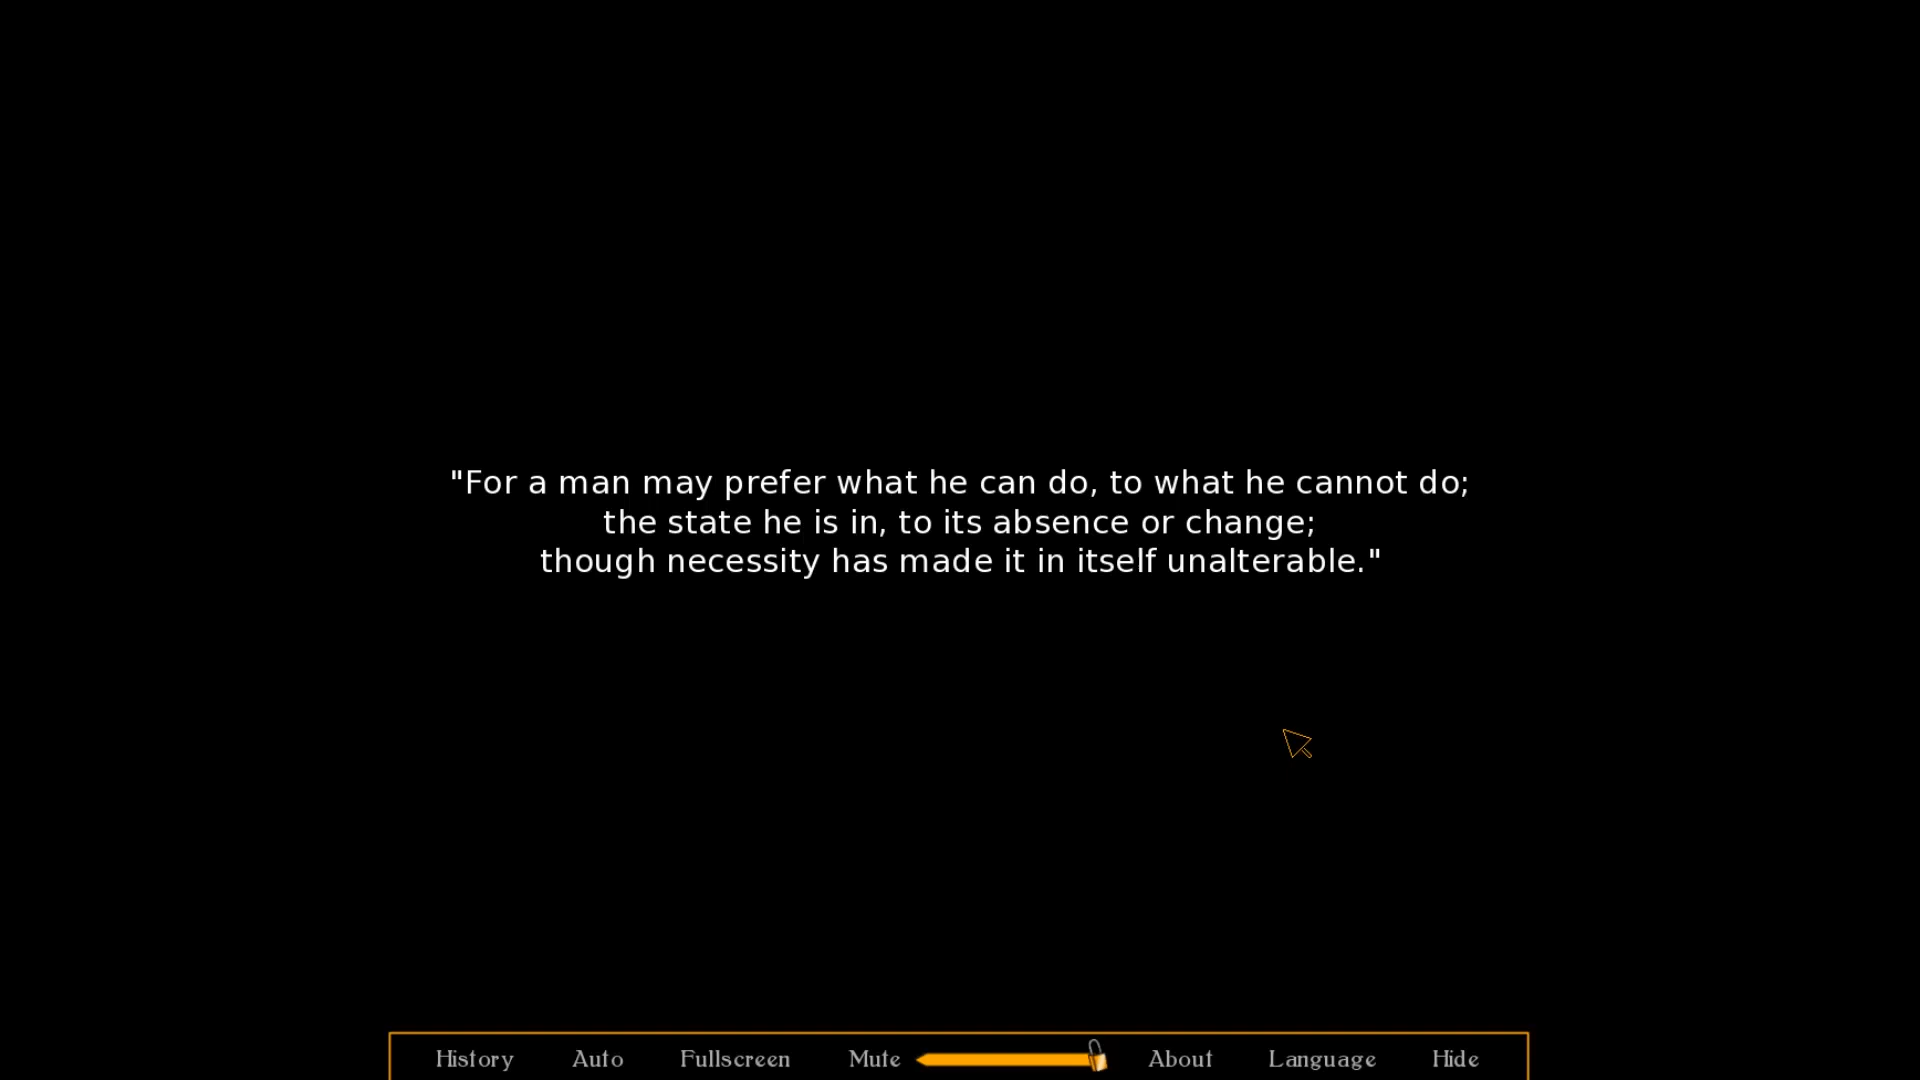 "For a man may prefer what he can do, to what he cannot do;
the state he is in, to its absence or change;
though necessity has made it in itself unalterable."
History Auto Fullscreen Mute About Language Hide